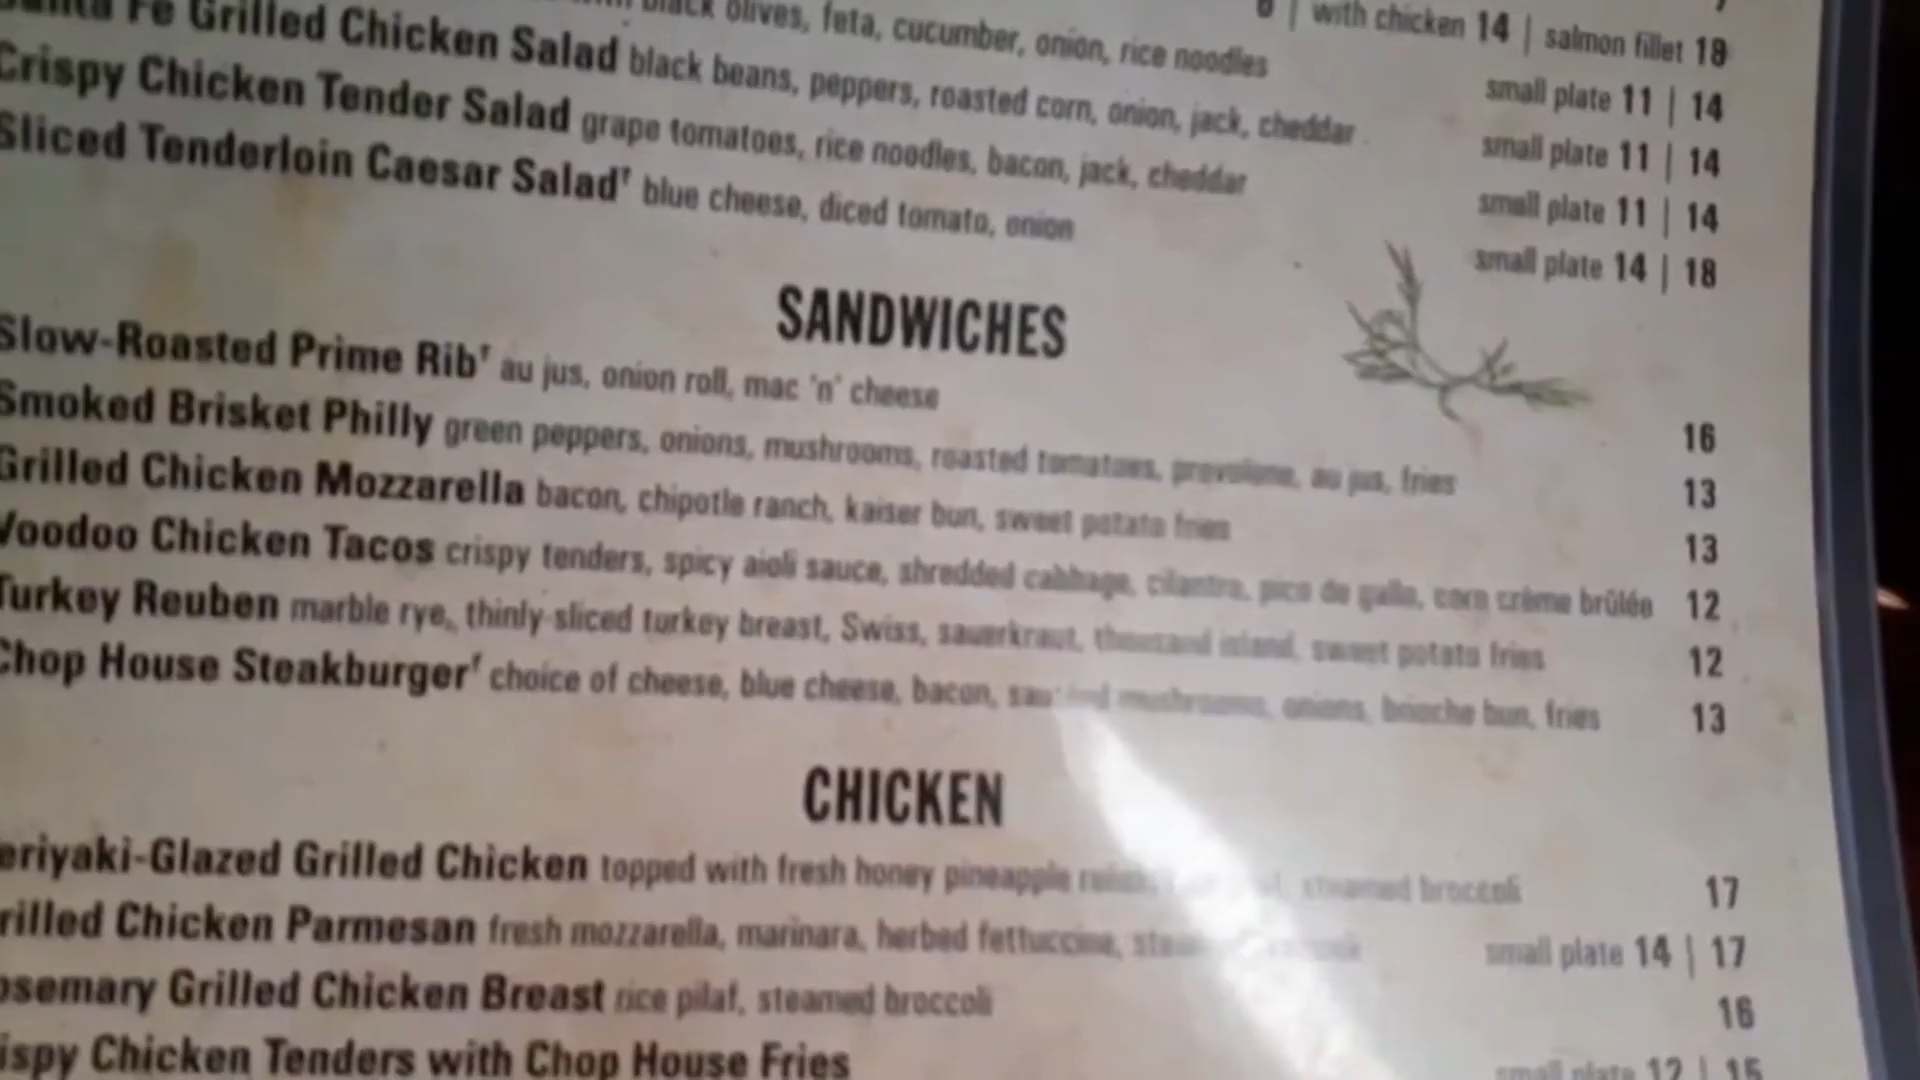 black olives, feta, cucumber, onion, rice noodles
with chicken 14 | salmon fillet 18
Fe Grilled Chicken Salad black beans, peppers, roasted corn, onion, jack, cheddar small plate 11 | 14
Crispy Chicken Tender Salad grape tomatoes, rice noodles, bacon, jack, cheddar small plate 11 | 14
Sliced Tenderloin Caesar Salad blue cheese, diced tomato, onion small plate 11 | 14
small plate 14 | 18
SANDWICHES
Slow-Roasted Prime Rib au jus, onion roll, mac 'n' cheese 16
Smoked Brisket Philly green peppers, onions, mushrooms, roasted tomatoes, provolone, au jus, fries 13
Grilled Chicken Mozzarella bacon, chipotle ranch, kaiser bun, sweet potato fries 13
Voodoo Chicken Tacos crispy tenders, spicy aioli sauce, shredded cabbage, cilantro, pico de gallo, corn crème brûlée 12
Turkey Reuben marble rye, thinly sliced turkey breast, Swiss, sauerkraut, thousand island, sweet potato fries 12
Chop House Steakburger choice of cheese, blue cheese, bacon, mushrooms, onions, brioche bun, fries 13
CHICKEN
eriyaki-Glazed Grilled Chicken topped with fresh honey pineapple steamed broccoli 17
rilled Chicken Parmesan fresh mozzarella, marinara, herbed fettuccine, small plate 14 | 17
osemary Grilled Chicken Breast rice pilaf, steamed broccoli 16
ispy Chicken Tenders with Chop House Fries small plate 12 | 15